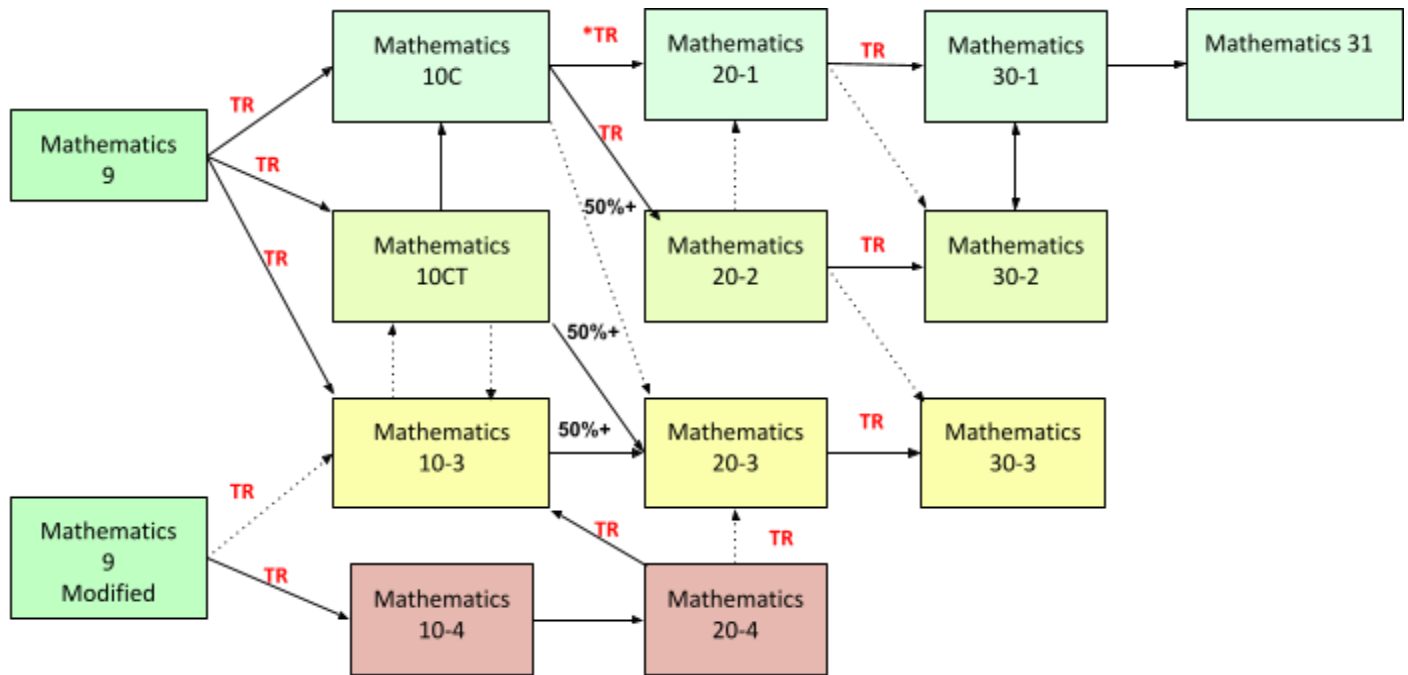 Mathematics
10C
*TR
Mathematics
20-1
TR
Mathematics
30-1
Mathematics 31
TR
Mathematics
9
TR
TR
50%+
Mathematics
10CT
Mathematics
20-2
TR
Mathematics
30-2
TR
50%+
Mathematics
10-3
50%+
Mathematics
20-3
TR
Mathematics
30-3
TR
Mathematics
9
Modified
TR
TR
TR
Mathematics
10-4
Mathematics
20-4